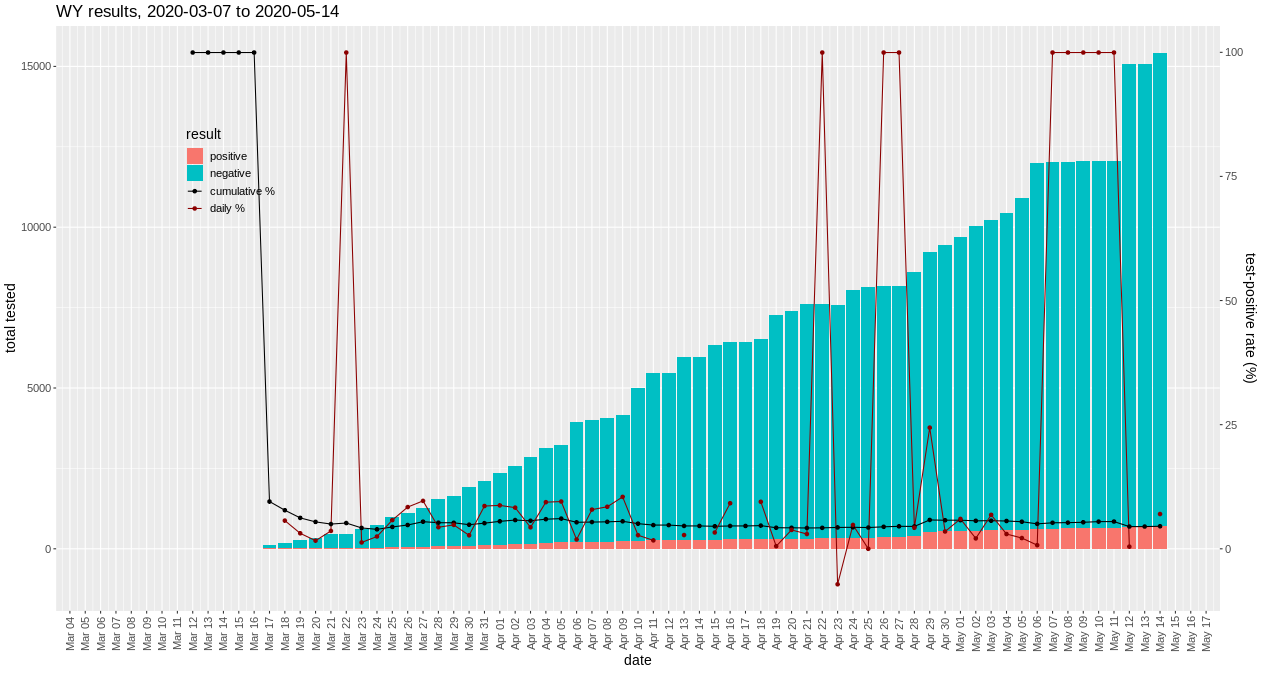 WY results, 2020-03-07 to 2020-05-14
15000
10000
5000
0
total tested
result
positive
negative
cumulative %
daily %
100
75
50
25
0
test-positive rate (%)
Mar 04
Mar 05
Mar 06
Mar 07
Mar 08
Mar 09
Mar 10
Mar 11
Mar 12
Mar 13
Mar 14
Mar 15
Mar 16
Mar 17
Mar 18
Mar 19
Mar 20
Mar 21
Mar 22
Mar 23
Mar 24
Mar 25
Mar 26
Mar 27
Mar 28
Mar 29
Mar 30
Mar 31
Apr 01
Apr 02
Apr 03
Apr 04
Apr 05
Apr 06
Apr 07
Apr 08
Apr 09
Apr 10
Apr 11
Apr 12
Apr 13
Apr 14
Apr 15
Apr 16
Apr 17
Apr 18
Apr 19
Apr 20
Apr 21
Apr 22
Apr 23
Apr 24
Apr 25
Apr 26
Apr 27
Apr 28
Apr 29
Apr 30
May 01
May 02
May 03
May 04
May 05
May 06
May 07
May 08
May 09
May 10
May 11
May 12
May 13
May 14
May 15
May 16
May 17
date